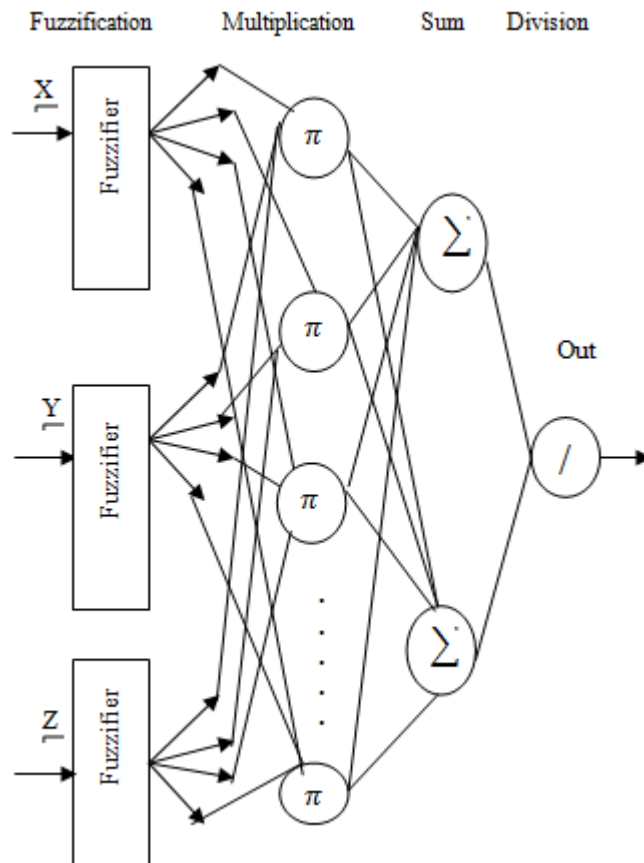 Fuzzification Multiplication Sum Division
X
Fuzzifier
π
∑
π
Out
Y
Fuzzifier
/
π
∑
Z
Fuzzifier
π